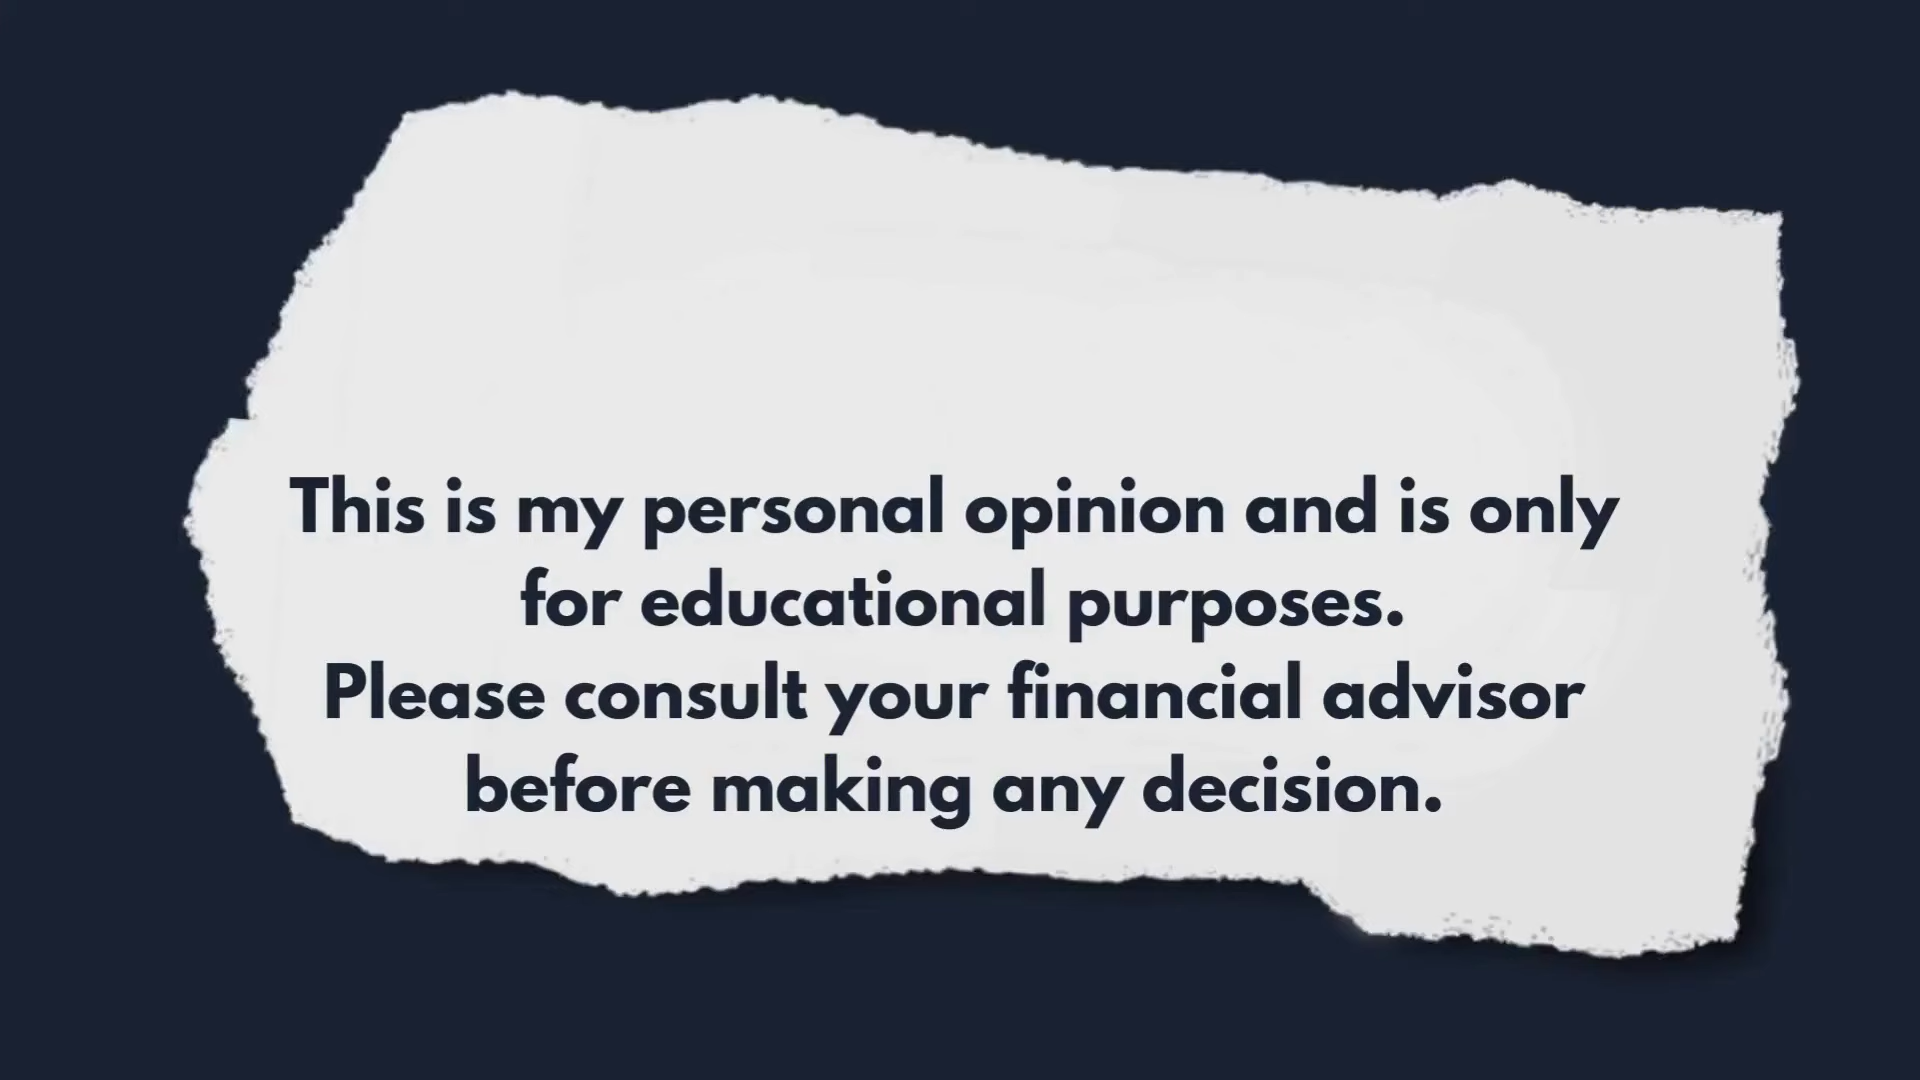 This is my personal opinion and is only
for educational purposes.
Please consult your financial advisor
before making any decision.